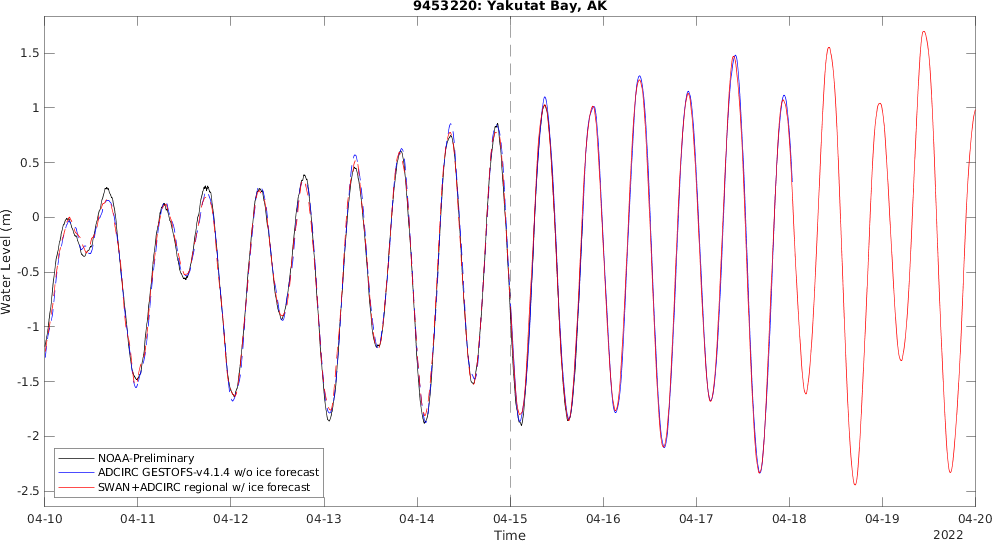 9453220: Yakutat Bay, AK
Water Level (m)
1.5
1
0.5
0
-0.5
-1
-1.5
-2
-2.5
NOAA-Preliminary
ADCIRC GESTOFS-v4.1.4 w/o ice forecast
SWAN+ADCIRC regional w/ ice forecast
04-10 04-11 04-12 04-13 04-14 04-15 04-16 04-17 04-18 04-19 04-20
Time
2022